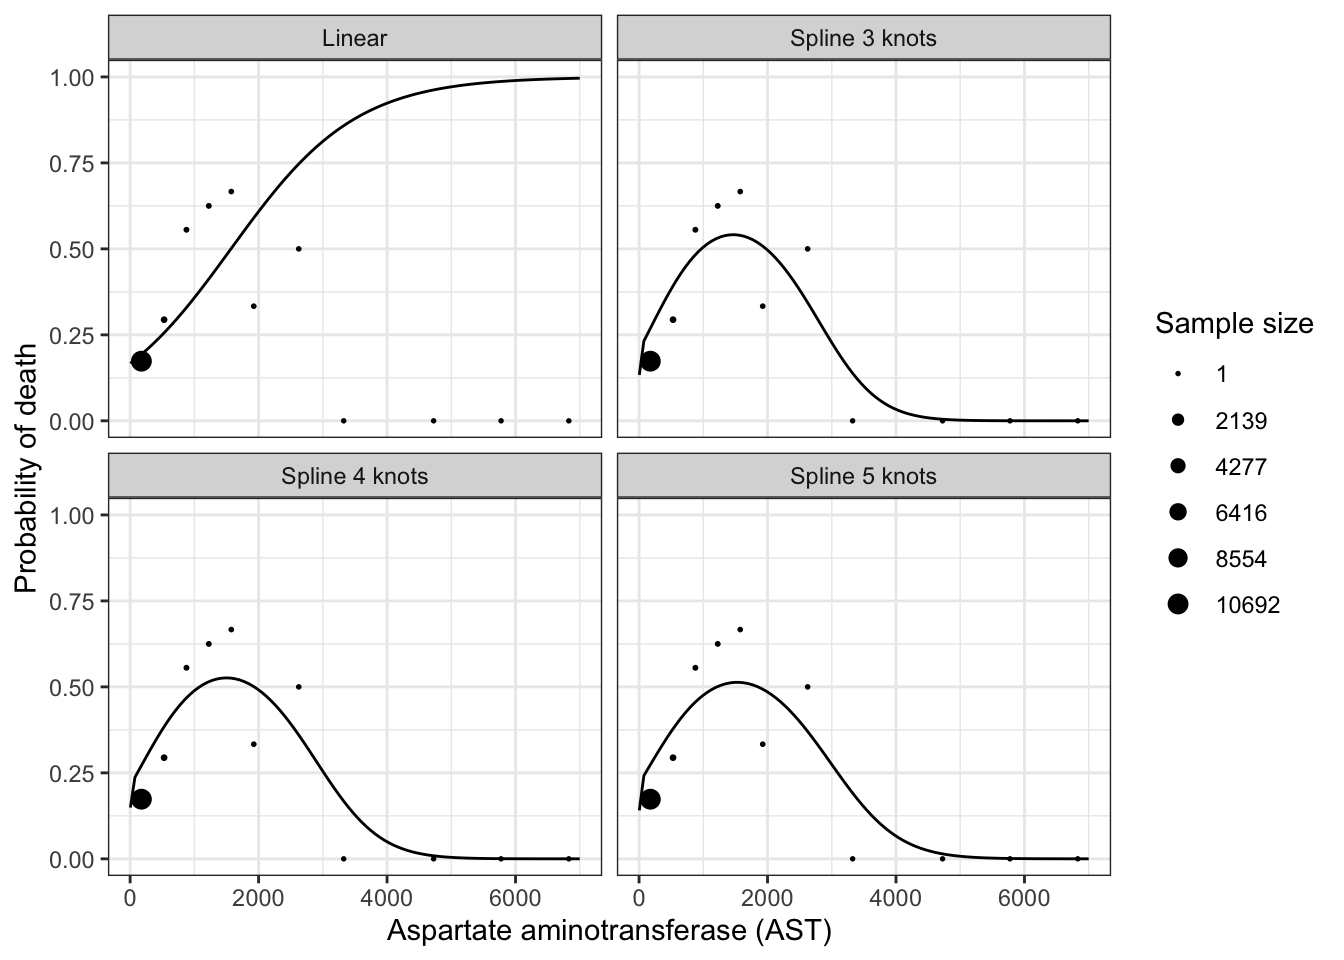 Linear
Spline 3 knots
1.00
0.75
0.50
0.25
0.00
Spline 4 knots
Spline 5 knots
1.00
0.75
0.50
0.25
0.00
0 2000 4000 6000
0 2000 4000 6000
Aspartate aminotransferase (AST)
Probability of death
Sample size
1
2139
4277
6416
8554
10692